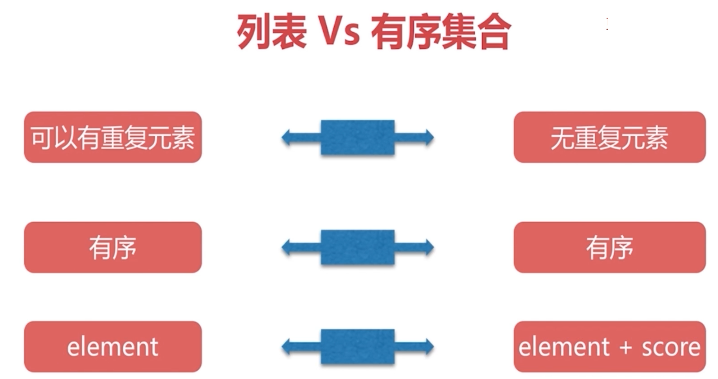 列表 Vs 有序集合
可以有重复元素
无重复元素
有序
有序
element
element + score